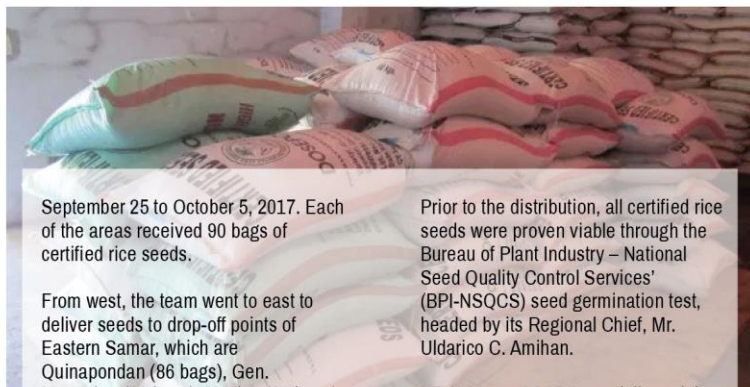 CERTIFIED SEEDS
September 25 to October 5, 2017. Each
of the areas received 90 bags of
certified rice seeds.
From west, the team went to east to
deliver seeds to drop-off points of
Eastern Samar, which are
Quinapondan (86 bags), Gen.
Prior to the distribution, all certified rice
seeds were proven viable through the
Bureau of Plant Industry – National
Seed Quality Control Services’
(BPI-NSQCS) seed germination test,
headed by its Regional Chief, Mr.
Uldarico C. Amihan.